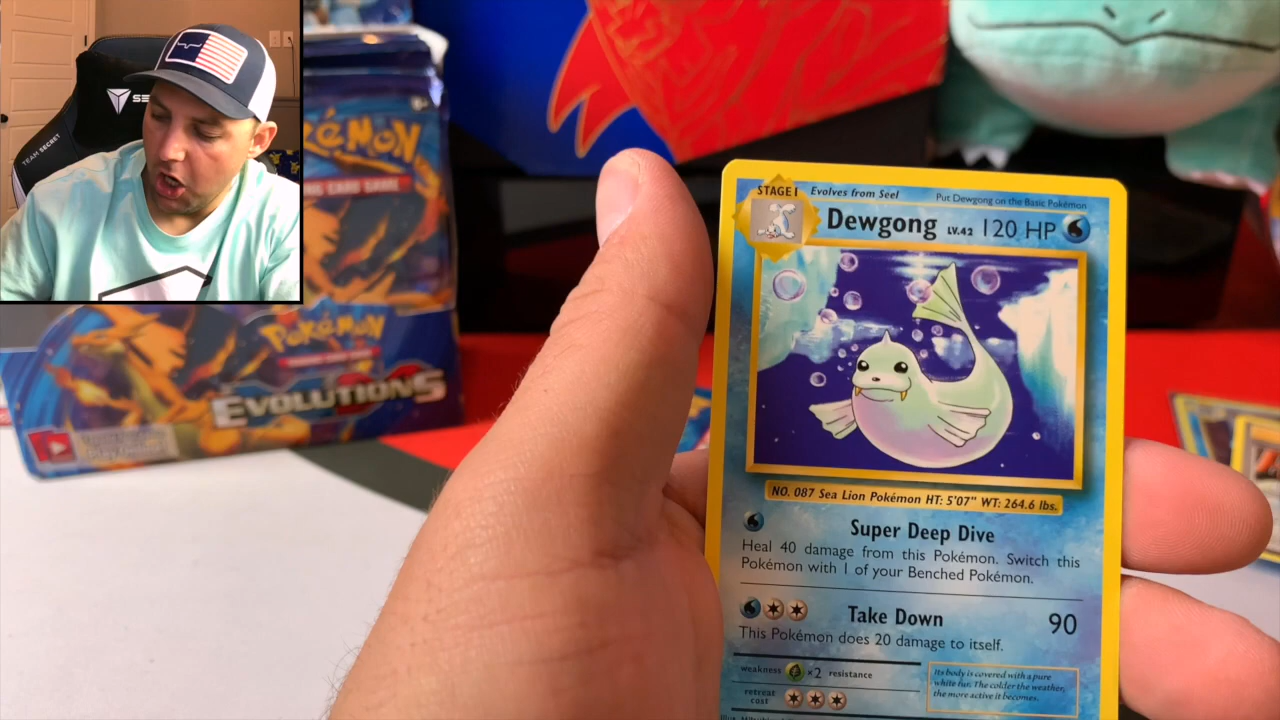 SE
TEAM SECRET
POKÉMON
POKÉMON
EVOLUTIONS
STAGE 1 Evolves from Seel Put Dewgong on the Basic Pokémon
Dewgong LV.42 120 HP
NO. 087 Sea Lion Pokémon HT: 5'07" WT: 264.6 lbs.
Super Deep Dive
Heal 40 damage from this Pokémon. Switch this
Pokémon with 1 of your Benched Pokémon.
Take Down 90
This Pokémon does 20 damage to itself.
weakness ×2 resistance
retreat
cost
Its body is covered with a pure
white fur. The colder the weather,
the more active it becomes.